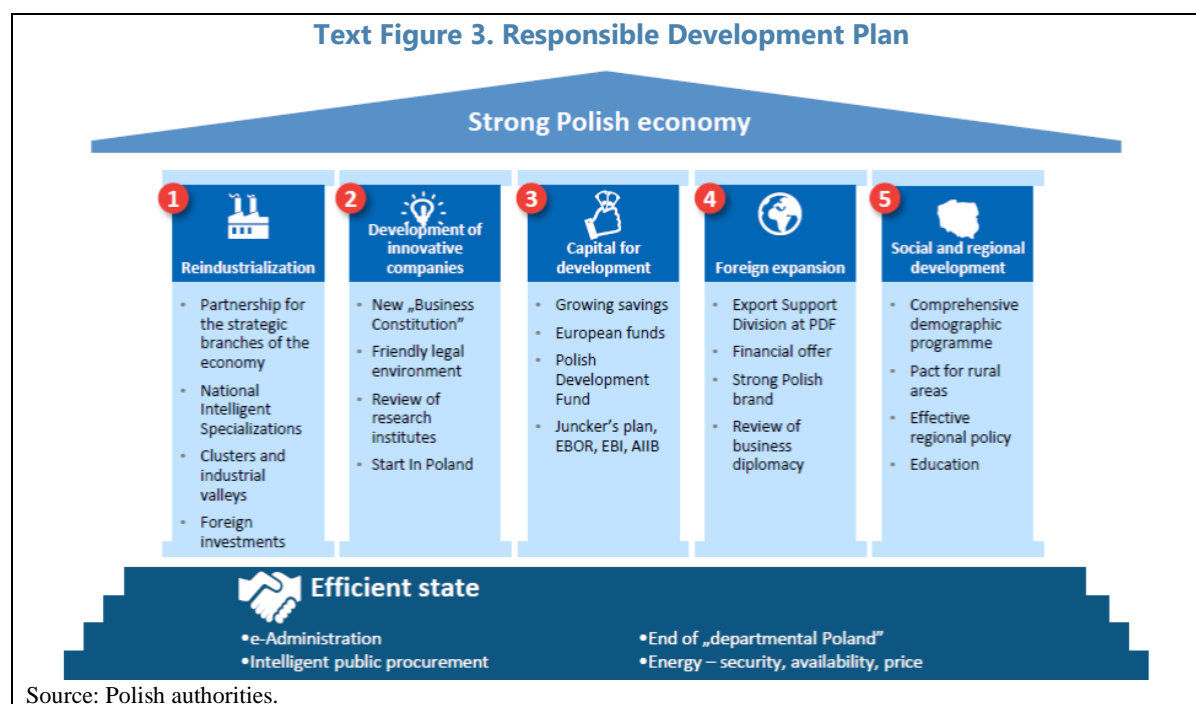 Text Figure 3. Responsible Development Plan
Strong Polish economy
1
Reindustrialization
• Partnership for
the strategic
branches of the
economy
• National
Intelligent
Specializations
• Clusters and
industrial
valleys
• Foreign
investments
2
Development of
innovative
companies
• New „Business
Constitution”
• Friendly legal
environment
• Review of
research
institutes
• Start In Poland
3
Capital for
development
• Growing savings
• European funds
• Polish
Development
Fund
• Juncker's plan,
EBOR, EBI, AIIB
4
Foreign expansion
• Export Support
Division at PDF
• Financial offer
• Strong Polish
brand
• Review of
business
diplomacy
5
Social and regional
development
• Comprehensive
demographic
programme
• Pact for rural
areas
• Effective
regional policy
• Education
Efficient state
•e-Administration
•Intelligent public procurement
•End of „departmental Poland”
•Energy – security, availability, price
Source: Polish authorities.